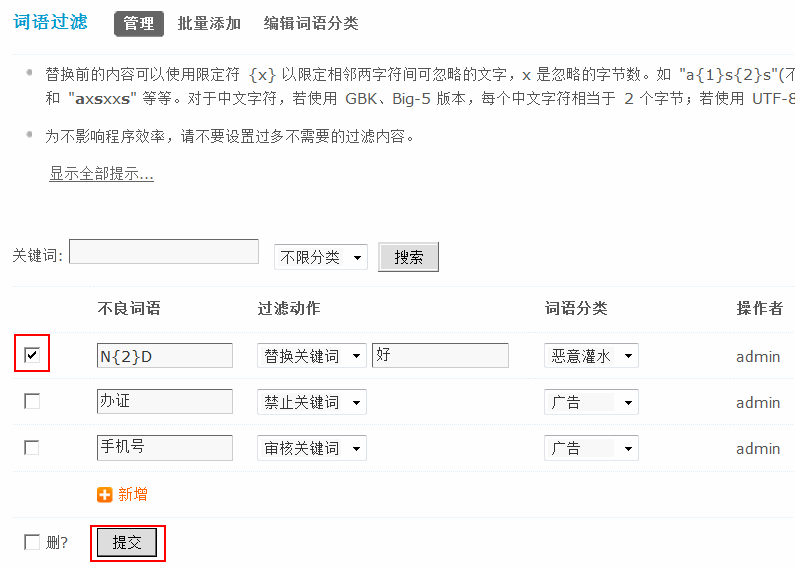 词语过滤 管理 批量添加 编辑词语分类
替换前的内容可以使用限定符 {x} 以限定相邻两字符间可忽略的文字，x 是忽略的字节数。如 "a{1}s{2}s"(不
和 "axsxxs" 等等。对于中文字符，若使用 GBK、Big-5 版本，每个中文字符相当于 2 个字节；若使用 UTF-8
为不影响程序效率，请不要设置过多不需要的过滤内容。
显示全部提示...
关键词: 不限分类 搜索
不良词语 过滤动作 词语分类 操作者
N{2}D 替换关键词 好 恶意灌水 admin
办证 禁止关键词 广告 admin
手机号 审核关键词 广告 admin
新增
删? 提交